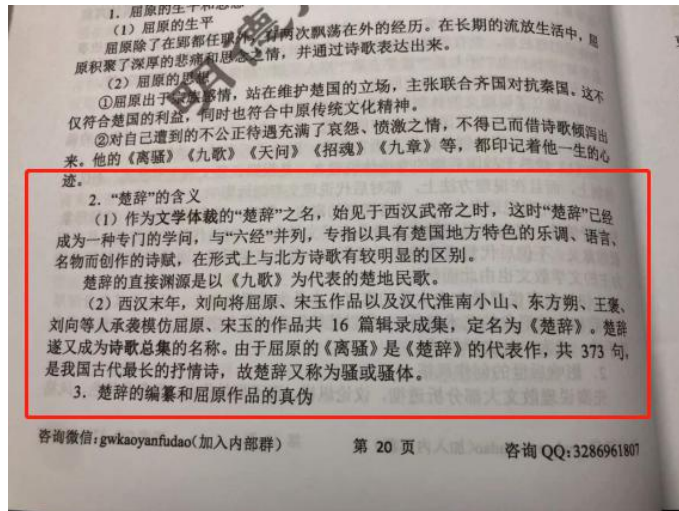 1. 屈原的生平和思想
（1）屈原的生平
屈原除了在郢都任职外，有两次飘荡在外的经历。在长期的流放生活中，屈
原积聚了深厚的悲痛和思念之情，并通过诗歌表达出来。
（2）屈原的思想
①屈原出于宗族感情，站在维护楚国的立场，主张联合齐国对抗秦国。这不
仅符合楚国的利益，同时也符合中原传统文化精神。
②对自己遭到的不公正待遇充满了哀怨、愤激之情，不得已而借诗歌倾泻出
来。他的《离骚》《九歌》《天问》《招魂》《九章》等，都印记着他一生的心
迹。
2. “楚辞”的含义
（1）作为文学体裁的“楚辞”之名，始见于西汉武帝之时，这时“楚辞”已经
成为一种专门的学问，与“六经”并列，专指以具有楚国地方特色的乐调、语言、
名物而创作的诗赋，在形式上与北方诗歌有较明显的区别。
楚辞的直接渊源是以《九歌》为代表的楚地民歌。
（2）西汉末年，刘向将屈原、宋玉作品以及汉代淮南小山、东方朔、王褒、
刘向等人承袭模仿屈原、宋玉的作品共 16 篇辑录成集，定名为《楚辞》。楚辞
遂又成为诗歌总集的名称。由于屈原的《离骚》是《楚辞》的代表作，共 373 句，
是我国古代最长的抒情诗，故楚辞又称为骚或骚体。
3. 楚辞的编纂和屈原作品的真伪
咨询微信：gwkaoyanfudao（加入内部群）
第 20 页
咨询 QQ:3286961807